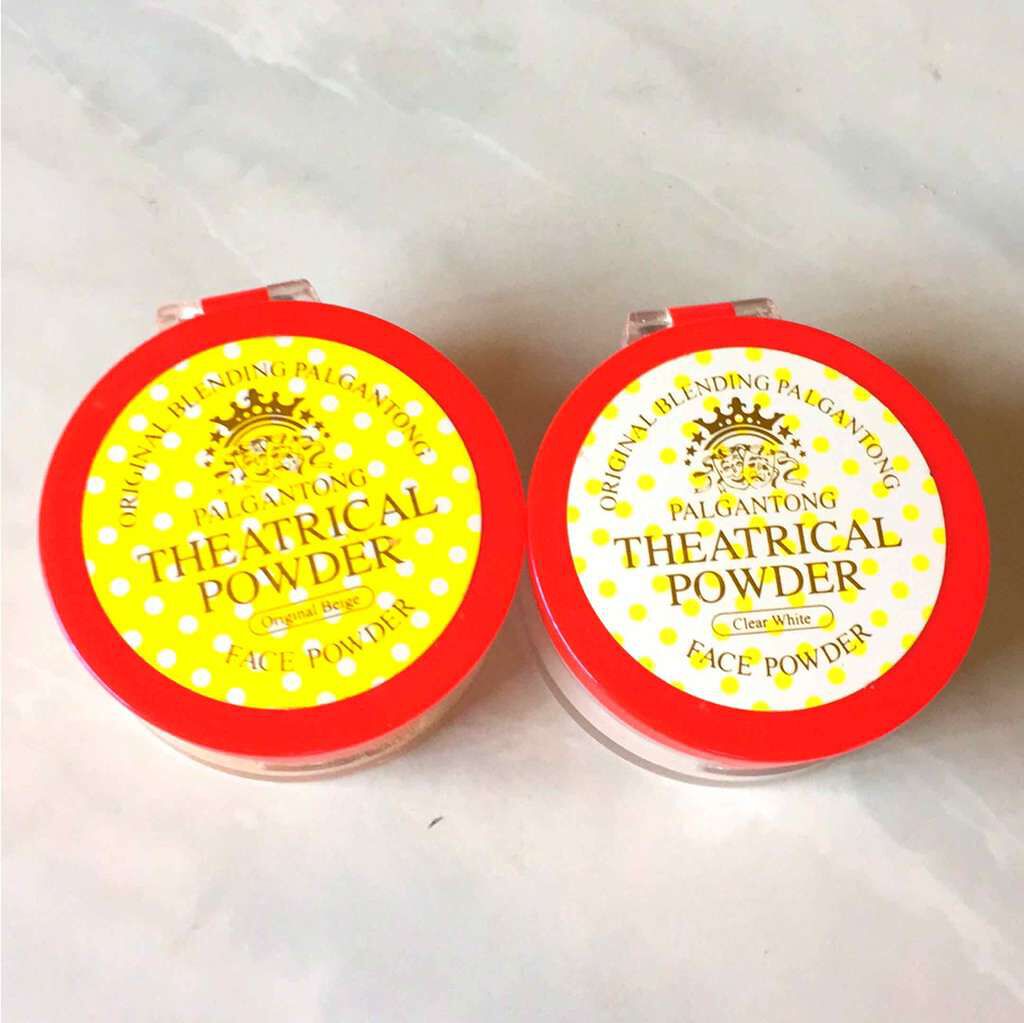 ORIGINAL BLENDING PALGANTONG
PALGANTONG
THEATRICAL
POWDER
Original Beige
FACE POWDER
ORIGINAL BLENDING PALGANTONG
PALGANTONG
THEATRICAL
POWDER
Clear White
FACE POWDER